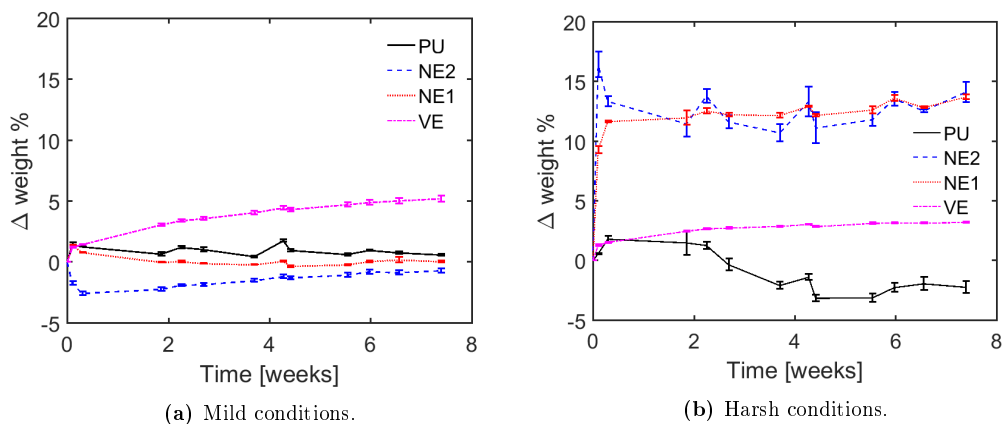 20
15
10
5
0
-5
Δ weight %
0 2 4 6 8
Time [weeks]
PU
NE2
NE1
VE
(a) Mild conditions.
20
15
10
5
0
-5
Δ weight %
0 2 4 6 8
Time [weeks]
PU
NE2
NE1
VE
(b) Harsh conditions.